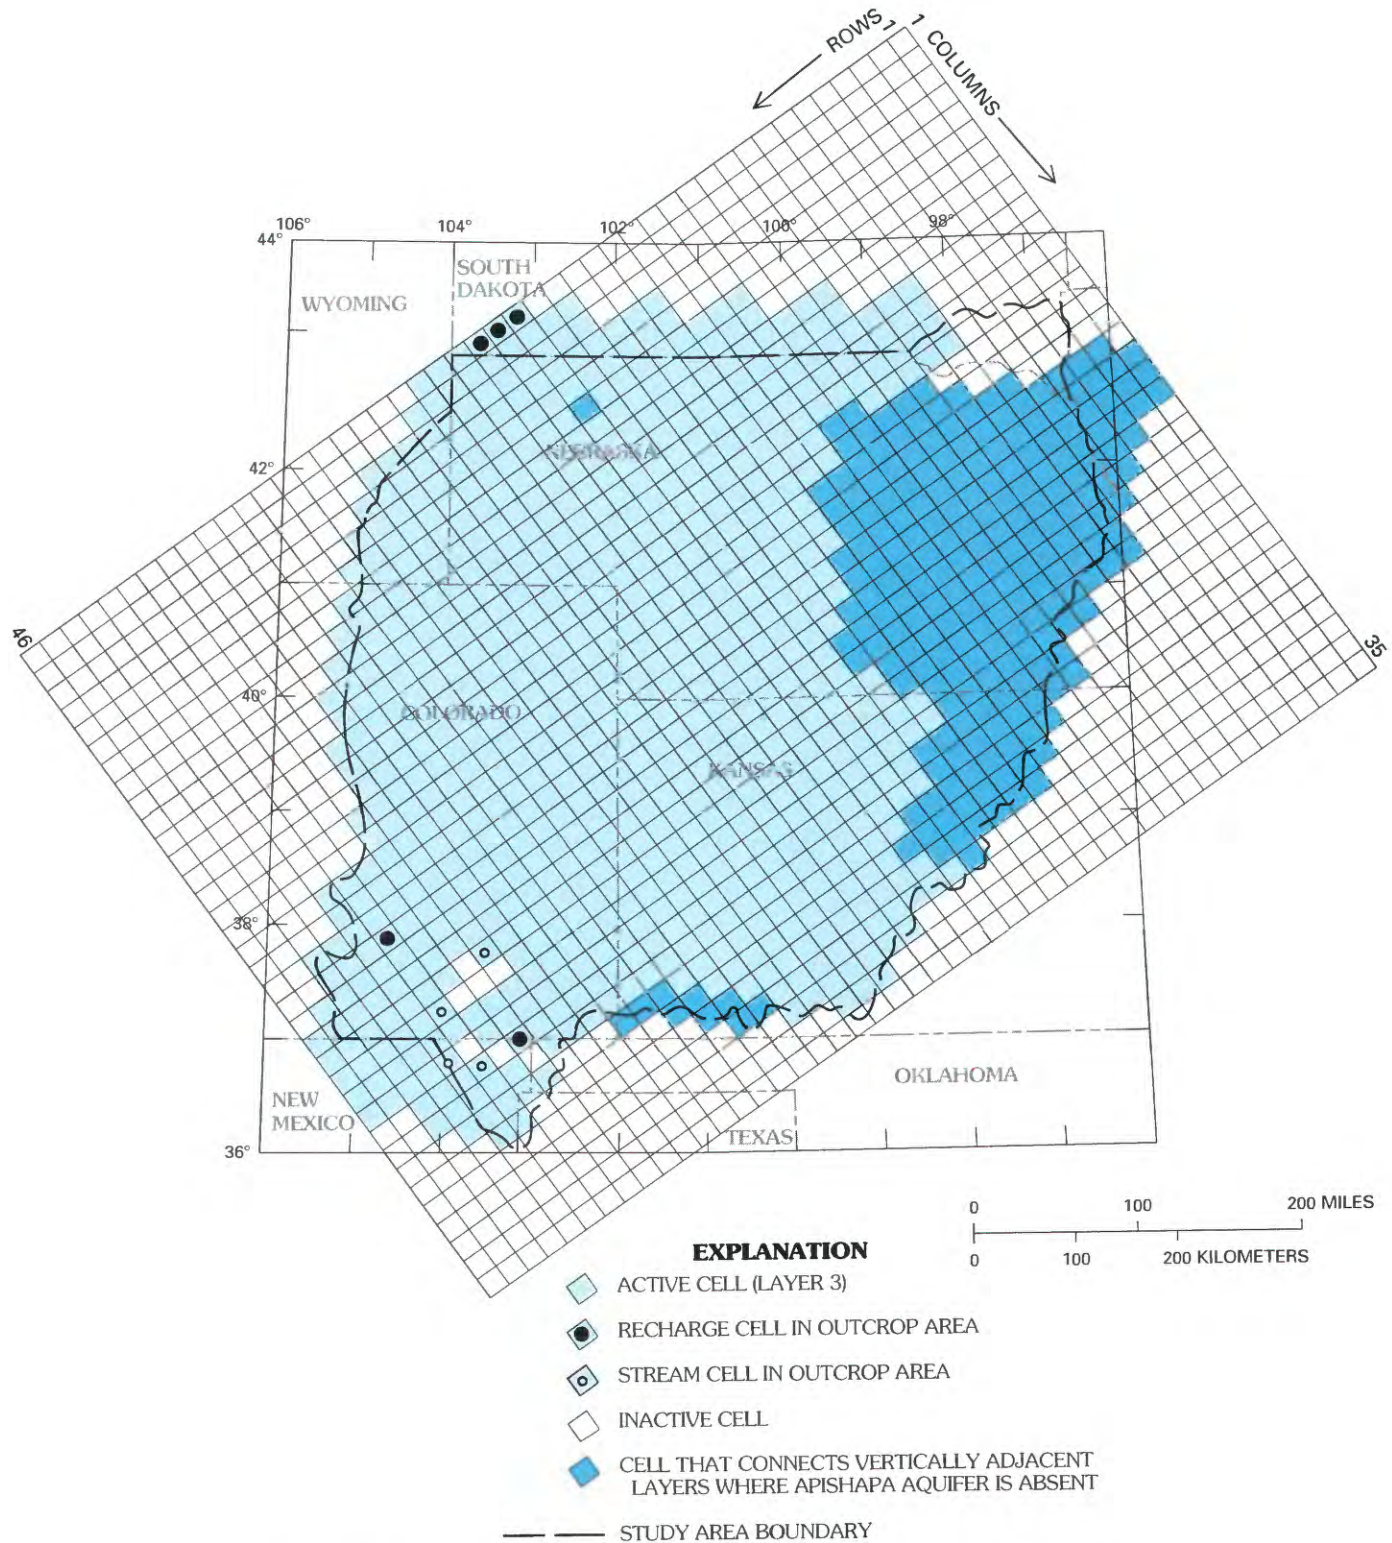 ROWS 1
1 COLUMNS
106° 104° 102° 100° 98°
44°
SOUTH
DAKOTA
WYOMING
NEBRASKA
42°
46
35
40°
COLORADO
KANSAS
38°
OKLAHOMA
NEW
MEXICO
TEXAS
36°
0 100 200 MILES
0 100 200 KILOMETERS
EXPLANATION
ACTIVE CELL (LAYER 3)
RECHARGE CELL IN OUTCROP AREA
STREAM CELL IN OUTCROP AREA
INACTIVE CELL
CELL THAT CONNECTS VERTICALLY ADJACENT
LAYERS WHERE APISHAPA AQUIFER IS ABSENT
STUDY AREA BOUNDARY